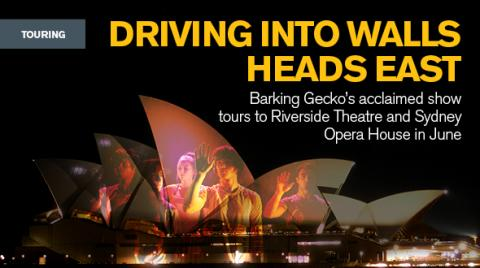 TOURING
DRIVING INTO WALLS
HEADS EAST
Barking Gecko's acclaimed show
tours to Riverside Theatre and Sydney
Opera House in June